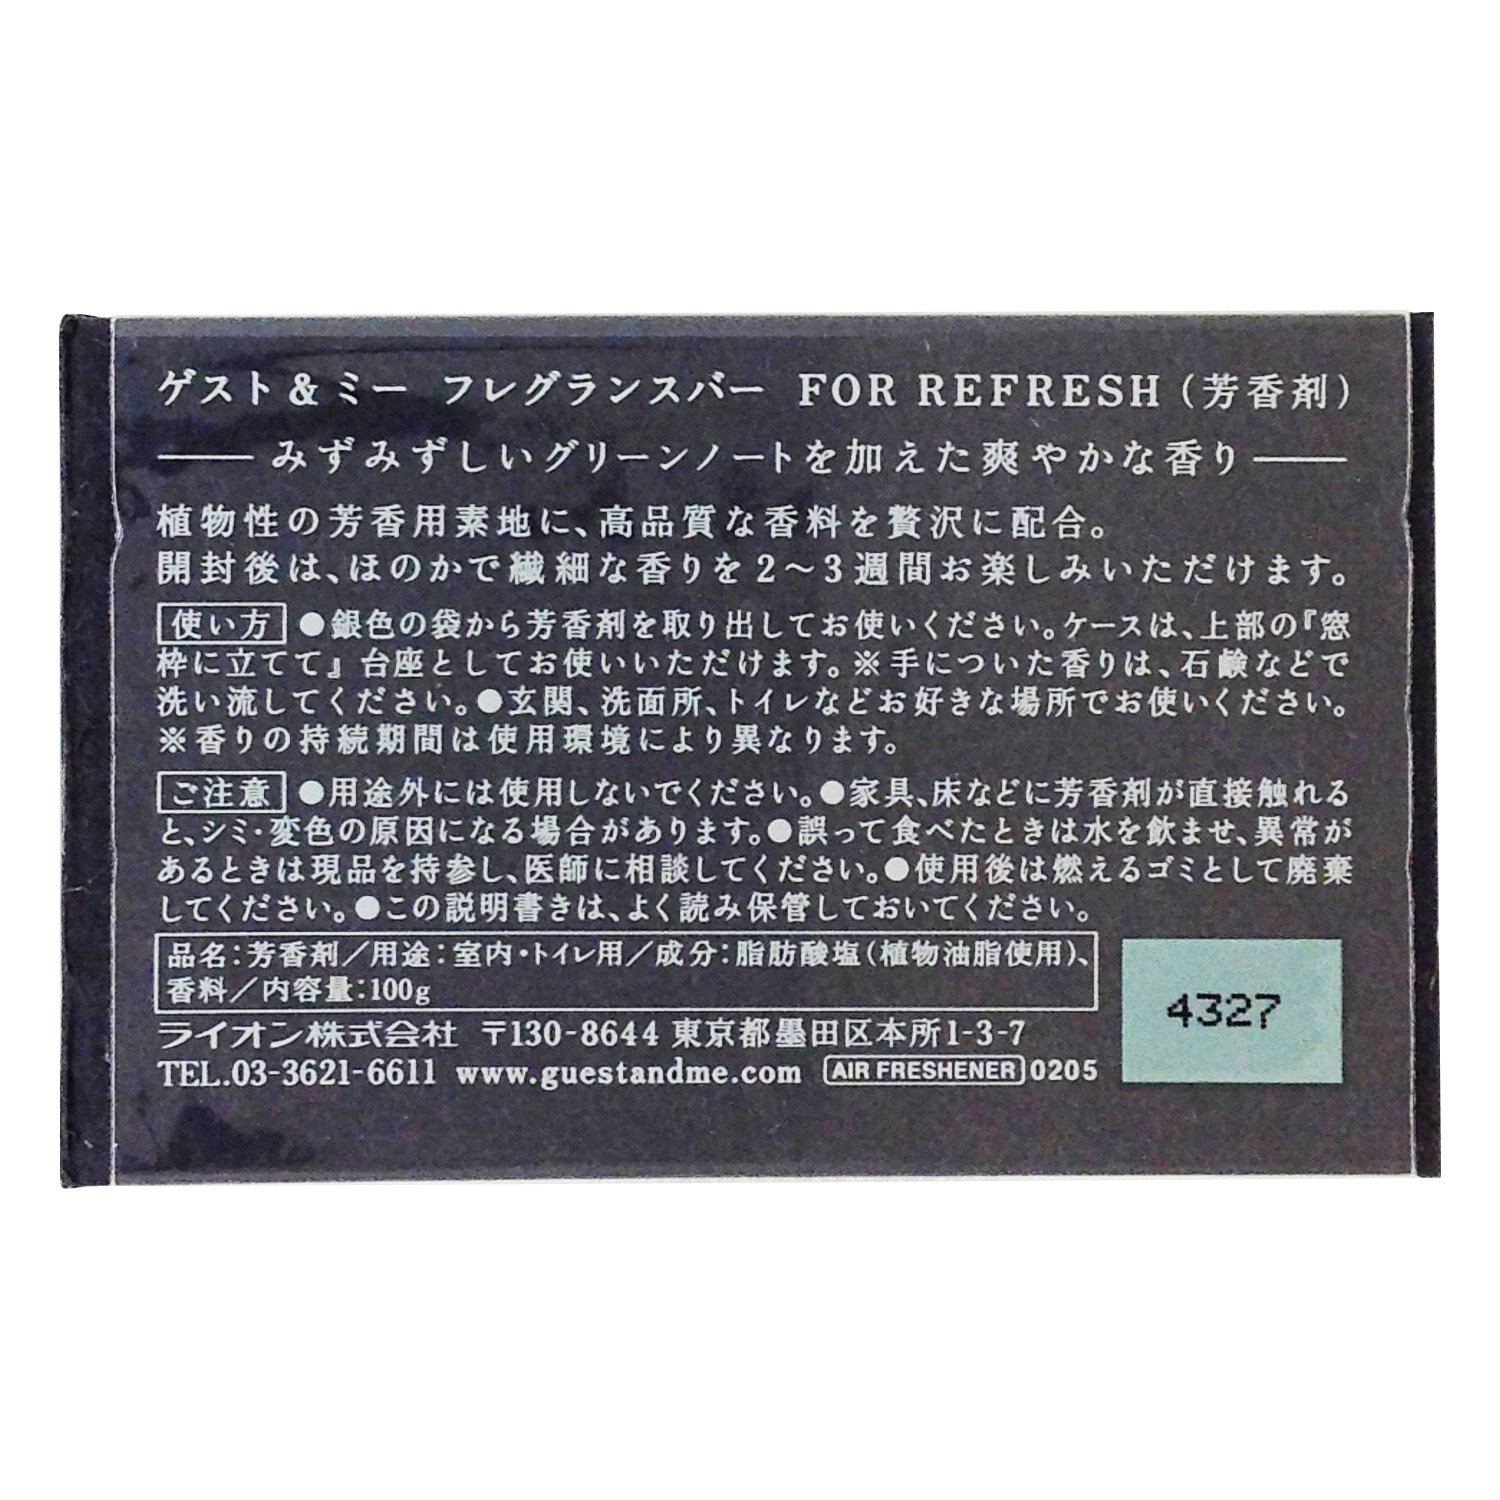 ゲスト&ミー フレグランスバー FOR REFRESH(芳香剤)
みずみずしいグリーンノートを加えた爽やかな香り
植物性の芳香用素地に、高品質な香料を贅沢に配合。
開封後は、ほのかで繊細な香りを2〜3週間お楽しみいただけます。
使い方 ●銀色の袋から芳香剤を取り出してお使いください。ケースは、上部の『窓
枠に立てて』台座としてお使いいただけます。※手についた香りは、石鹸などで
洗い流してください。●玄関、洗面所、トイレなどお好きな場所でお使いください。
※香りの持続期間は使用環境により異なります。
ご注意 ●用途外には使用しないでください。●家具、床などに芳香剤が直接触れる
と、シミ・変色の原因になる場合があります。●誤って食べたときは水を飲ませ、異常が
あるときは現品を持参し、医師に相談してください。●使用後は燃えるゴミとして廃棄
してください。●この説明書きは、よく読み保管しておいてください。
品名:芳香剤/用途:室内・トイレ用/成分:脂肪酸塩(植物油脂使用)、
香料/内容量:100g
ライオン株式会社 〒130-8644 東京都墨田区本所1-3-7
TEL.03-3621-6611 www.guestandme.com AIR FRESHENER 0205
4327